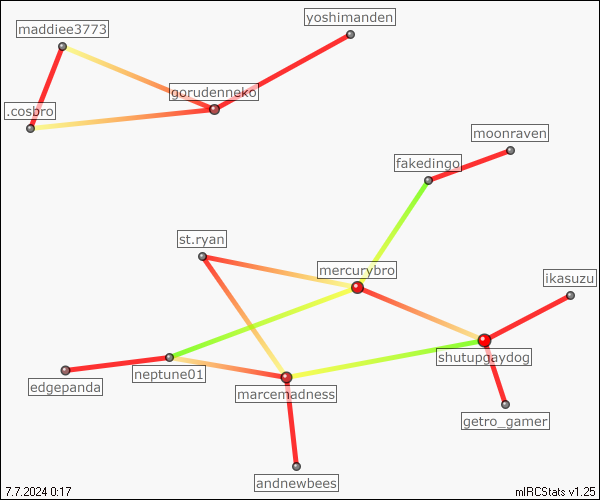 yoshimanden
maddiee3773
gorudenneko
.cosbro
moonraven
fakedingo
st.ryan
mercurybro
ikasuzu
shutupgaydog
neptune01
edgepanda
marcemadness
getro_gamer
andnewbees
7.7.2024 0:17
mIRCStats v1.25